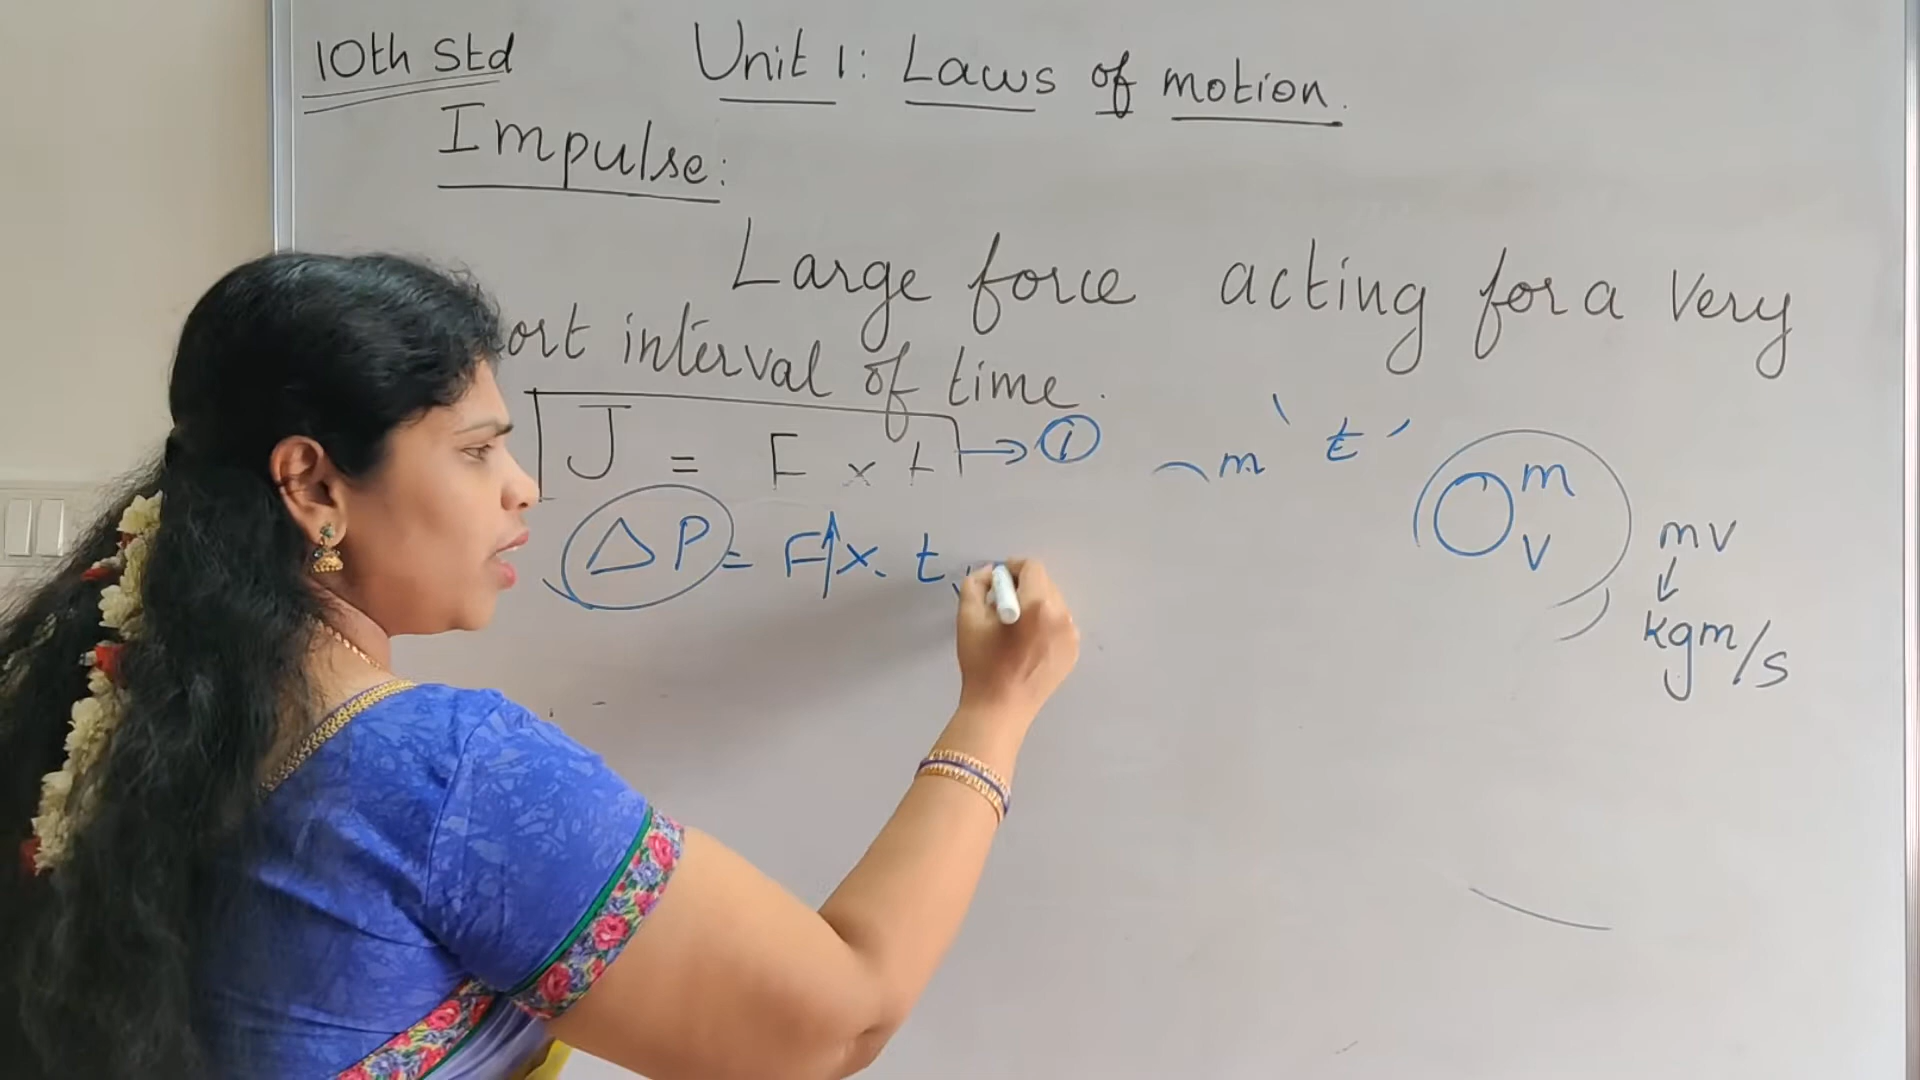 10th Std Unit 1: Laws of motion.
Impulse:
Large force acting for a very
interval of time.
J = F x t → ①
m t
m
v
ΔP = F x t
mv
↓
kgm/s